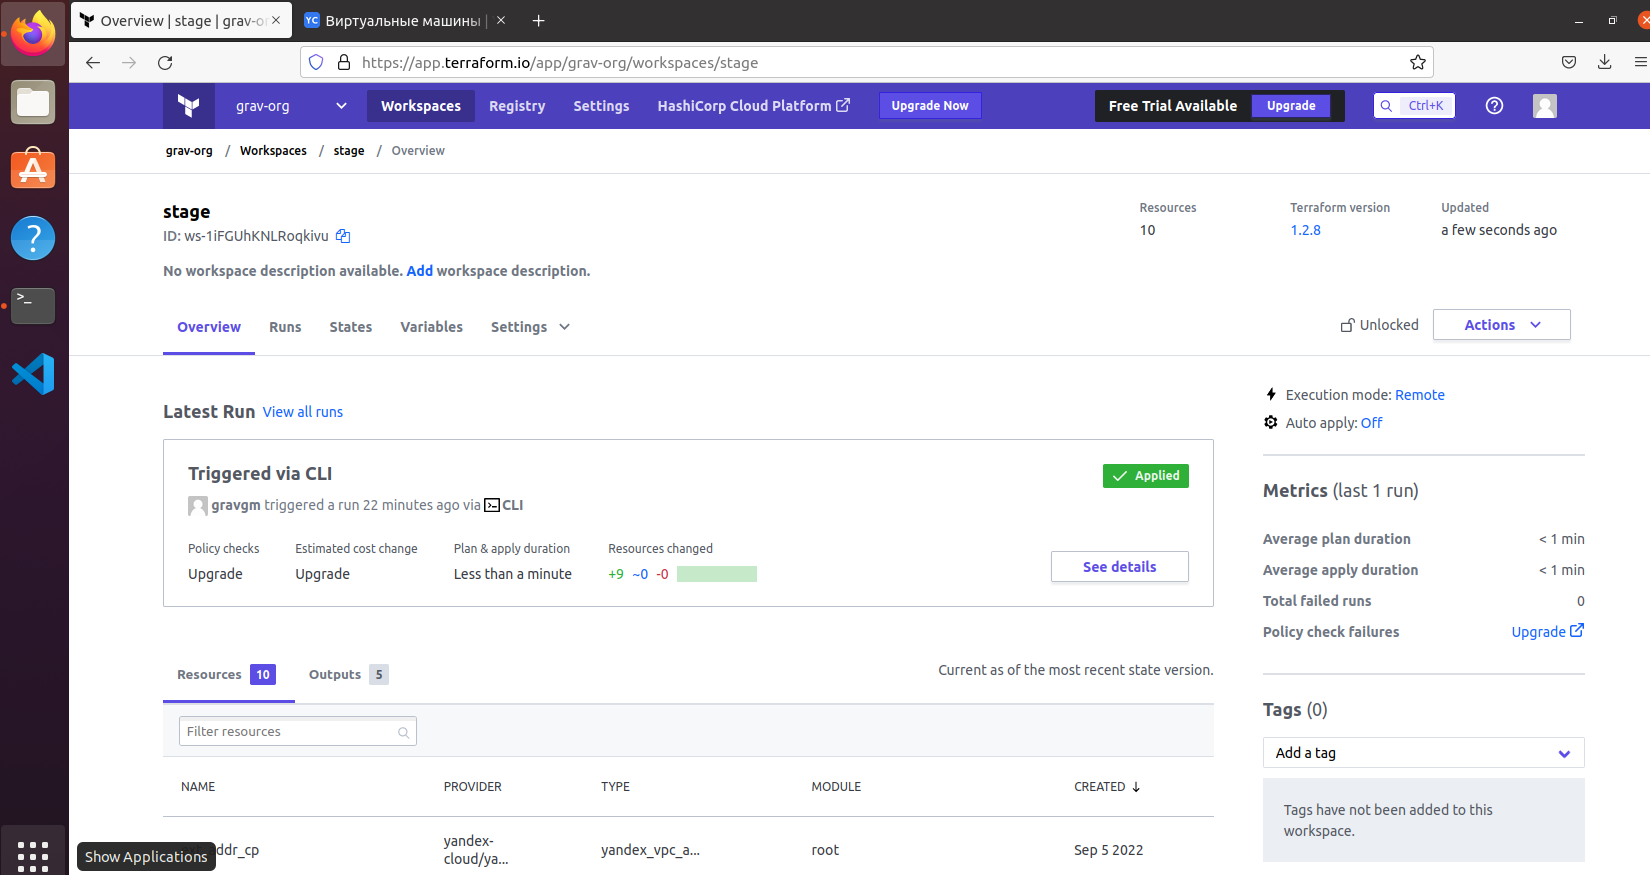 Overview | stage | grav-or
YC Виртуальные машины |
https://app.terraform.io/app/grav-org/workspaces/stage
grav-org
Workspaces
Registry
Settings
HashiCorp Cloud Platform
Upgrade Now
Free Trial Available
Upgrade
Ctrl+K
grav-org / Workspaces / stage / Overview
stage
ID: ws-1iFGUhKNLRoqkivu
No workspace description available. Add workspace description.
Resources
10
Terraform version
1.2.8
Updated
a few seconds ago
Overview
Runs
States
Variables
Settings
Unlocked
Actions
Latest Run View all runs
Triggered via CLI
Applied
gravgm triggered a run 22 minutes ago via CLI
Policy checks
Upgrade
Estimated cost change
Upgrade
Plan & apply duration
Less than a minute
Resources changed
+9 ~0 -0
See details
Execution mode: Remote
Auto apply: Off
Metrics (last 1 run)
Average plan duration < 1 min
Average apply duration < 1 min
Total failed runs 0
Policy check failures Upgrade
Tags (0)
Add a tag
Tags have not been added to this
workspace.
Resources 10
Outputs 5
Current as of the most recent state version.
Filter resources
NAME PROVIDER TYPE MODULE CREATED
ddr_cp
yandex-
cloud/ya...
yandex_vpc_a...
root
Sep 5 2022
Show Applications